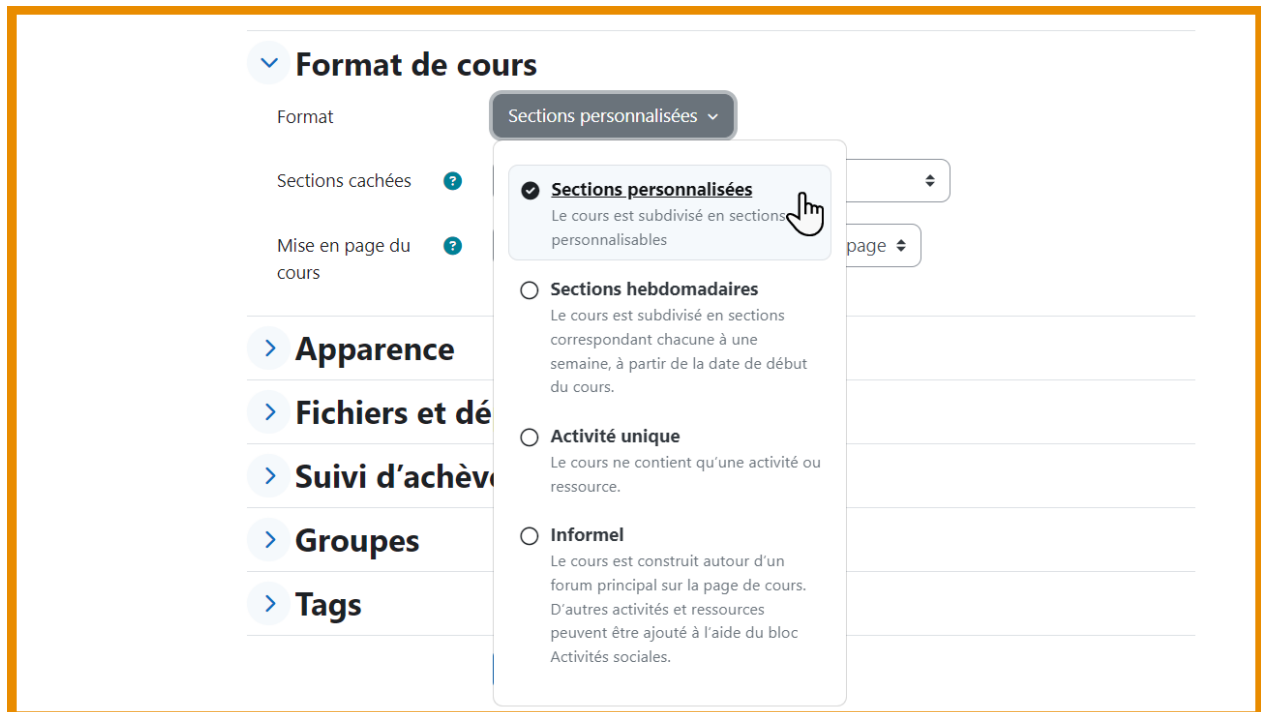 Format de cours
Format
Sections personnalisées
Sections cachées
Sections personnalisées
Le cours est subdivisé en sections
personnalisables
Mise en page du
cours
page
Sections hebdomadaires
Le cours est subdivisé en sections
correspondant chacune à une
semaine, à partir de la date de début
du cours.
Apparence
Fichiers et dé
Activité unique
Le cours ne contient qu'une activité ou
ressource.
Suivi d'achèv
Groupes
Informel
Le cours est construit autour d'un
forum principal sur la page de cours.
D'autres activités et ressources
peuvent être ajouté à l'aide du bloc
Activités sociales.
Tags